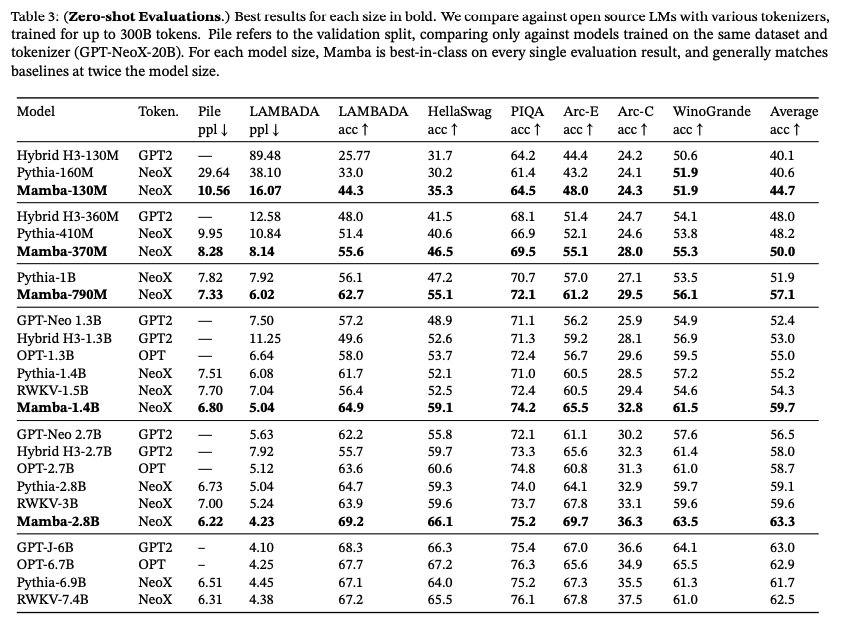 Table 3: (Zero-shot Evaluations.) Best results for each size in bold. We compare against open source LMs with various tokenizers,
trained for up to 300B tokens. Pile refers to the validation split, comparing only against models trained on the same dataset and
tokenizer (GPT-NeoX-20B). For each model size, Mamba is best-in-class on every single evaluation result, and generally matches
baselines at twice the model size.
Model Token. Pile LAMBADA LAMBADA HellaSwag PIQA Arc-E Arc-C WinoGrande Average
ppl ↓ ppl ↓ acc ↑ acc ↑ acc ↑ acc ↑ acc ↑ acc ↑ acc ↑
Hybrid H3-130M GPT2 — 89.48 25.77 31.7 64.2 44.4 24.2 50.6 40.1
Pythia-160M NeoX 29.64 38.10 33.0 30.2 61.4 43.2 24.1 51.9 40.6
Mamba-130M NeoX 10.56 16.07 44.3 35.3 64.5 48.0 24.3 51.9 44.7
Hybrid H3-360M GPT2 — 12.58 48.0 41.5 68.1 51.4 24.7 54.1 48.0
Pythia-410M NeoX 9.95 10.84 51.4 40.6 66.9 52.1 24.6 53.8 48.2
Mamba-370M NeoX 8.28 8.14 55.6 46.5 69.5 55.1 28.0 55.3 50.0
Pythia-1B NeoX 7.82 7.92 56.1 47.2 70.7 57.0 27.1 53.5 51.9
Mamba-790M NeoX 7.33 6.02 62.7 55.1 72.1 61.2 29.5 56.1 57.1
GPT-Neo 1.3B GPT2 — 7.50 57.2 48.9 71.1 56.2 25.9 54.9 52.4
Hybrid H3-1.3B GPT2 — 11.25 49.6 52.6 71.3 59.2 28.1 56.9 53.0
OPT-1.3B OPT — 6.64 58.0 53.7 72.4 56.7 29.6 59.5 55.0
Pythia-1.4B NeoX 7.51 6.08 61.7 52.1 71.0 60.5 28.5 57.2 55.2
RWKV-1.5B NeoX 7.70 7.04 56.4 52.5 72.4 60.5 29.4 54.6 54.3
Mamba-1.4B NeoX 6.80 5.04 64.9 59.1 74.2 65.5 32.8 61.5 59.7
GPT-Neo 2.7B GPT2 — 5.63 62.2 55.8 72.1 61.1 30.2 57.6 56.5
Hybrid H3-2.7B GPT2 — 7.92 55.7 59.7 73.3 65.6 32.3 61.4 58.0
OPT-2.7B OPT — 5.12 63.6 60.6 74.8 60.8 31.3 61.0 58.7
Pythia-2.8B NeoX 6.73 5.04 64.7 59.3 74.0 64.1 32.9 59.7 59.1
RWKV-3B NeoX 7.00 5.24 63.9 59.6 73.7 67.8 33.1 59.6 59.6
Mamba-2.8B NeoX 6.22 4.23 69.2 66.1 75.2 69.7 36.3 63.5 63.3
GPT-J-6B GPT2 – 4.10 68.3 66.3 75.4 67.0 36.6 64.1 63.0
OPT-6.7B OPT – 4.25 67.7 67.2 76.3 65.6 34.9 65.5 62.9
Pythia-6.9B NeoX 6.51 4.45 67.1 64.0 75.2 67.3 35.5 61.3 61.7
RWKV-7.4B NeoX 6.31 4.38 67.2 65.5 76.1 67.8 37.5 61.0 62.5